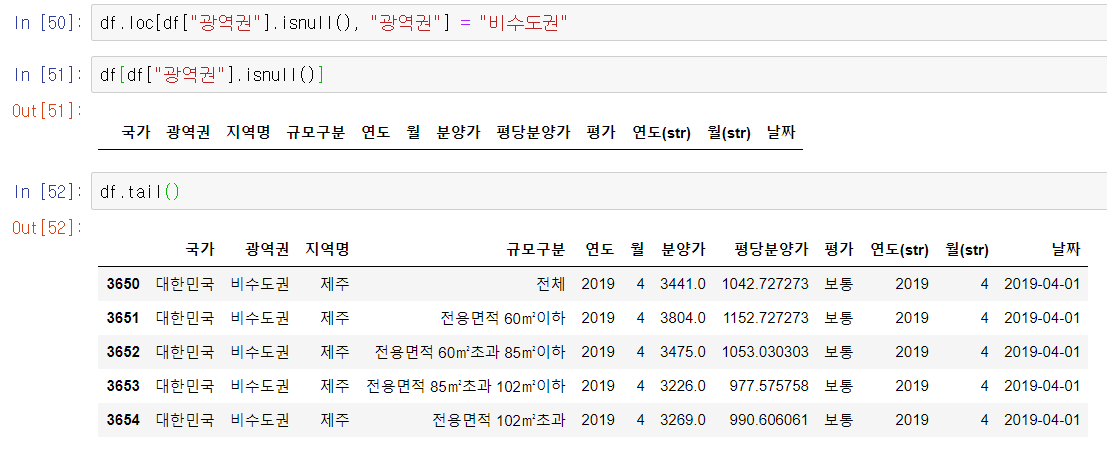 In [50]: df.loc[df["광역권"].isnull(), "광역권"] = "비수도권"
In [51]: df[df["광역권"].isnull()]
Out[51]:
국가 광역권 지역명 규모구분 연도 월 분양가 평당분양가 평가 연도(str) 월(str) 날짜
In [52]: df.tail()
Out[52]:
국가 광역권 지역명 규모구분 연도 월 분양가 평당분양가 평가 연도(str) 월(str) 날짜
3650 대한민국 비수도권 제주 전체 2019 4 3441.0 1042.727273 보통 2019 4 2019-04-01
3651 대한민국 비수도권 제주 전용면적 60㎡이하 2019 4 3804.0 1152.727273 보통 2019 4 2019-04-01
3652 대한민국 비수도권 제주 전용면적 60㎡초과 85㎡이하 2019 4 3475.0 1053.030303 보통 2019 4 2019-04-01
3653 대한민국 비수도권 제주 전용면적 85㎡초과 102㎡이하 2019 4 3226.0 977.575758 보통 2019 4 2019-04-01
3654 대한민국 비수도권 제주 전용면적 102㎡초과 2019 4 3269.0 990.606061 보통 2019 4 2019-04-01